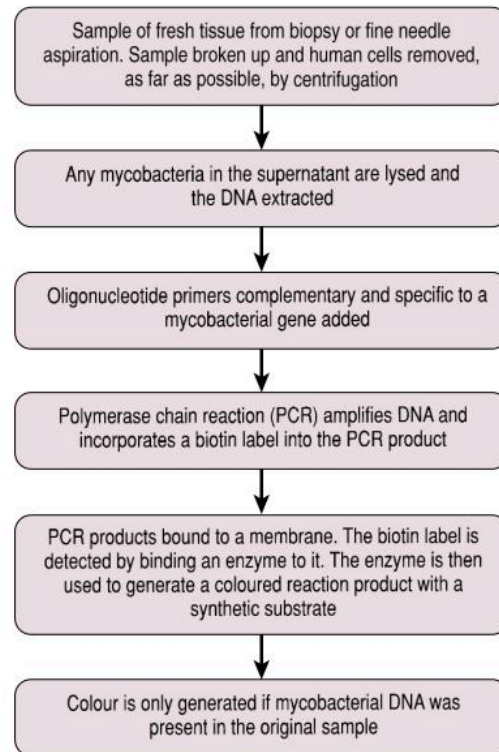 Sample of fresh tissue from biopsy or fine needle
aspiration. Sample broken up and human cells removed,
as far as possible, by centrifugation
Any mycobacteria in the supernatant are lysed and
the DNA extracted
Oligonucleotide primers complementary and specific to a
mycobacterial gene added
Polymerase chain reaction (PCR) amplifies DNA and
incorporates a biotin label into the PCR product
PCR products bound to a membrane. The biotin label is
detected by binding an enzyme to it. The enzyme is then
used to generate a coloured reaction product with a
synthetic substrate
Colour is only generated if mycobacterial DNA was
present in the original sample